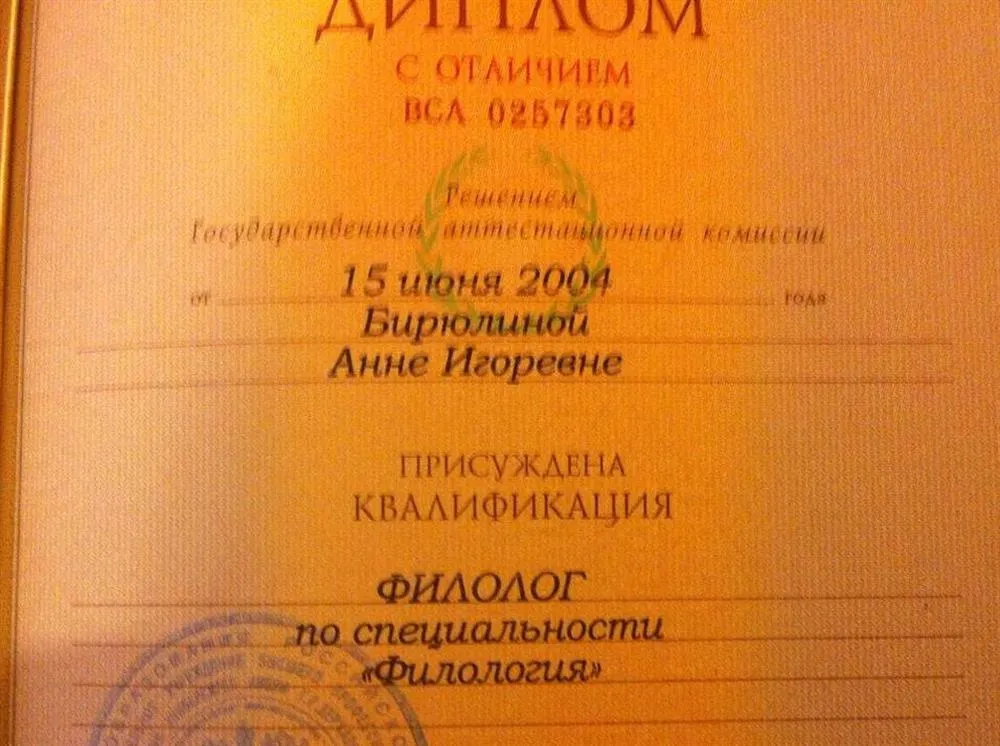 ДИПЛОМ
С ОТЛИЧИЕМ
ВСА 0257303
Решением
Государственной аттестационной комиссии
от 15 июня 2004 года
Бирюлиной
Анне Игоревне
ПРИСУЖДЕНА
КВАЛИФИКАЦИЯ
ФИЛОЛОГ
по специальности
«Филология»